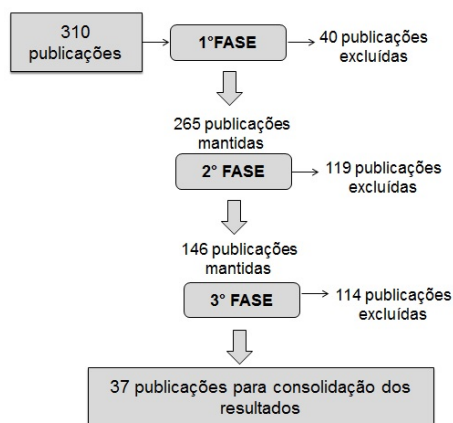 310
publicações
1°FASE
40 publicações
excluídas
265 publicações
mantidas
2° FASE
119 publicações
excluídas
146 publicações
mantidas
3° FASE
114 publicações
excluídas
37 publicações para consolidação dos
resultados